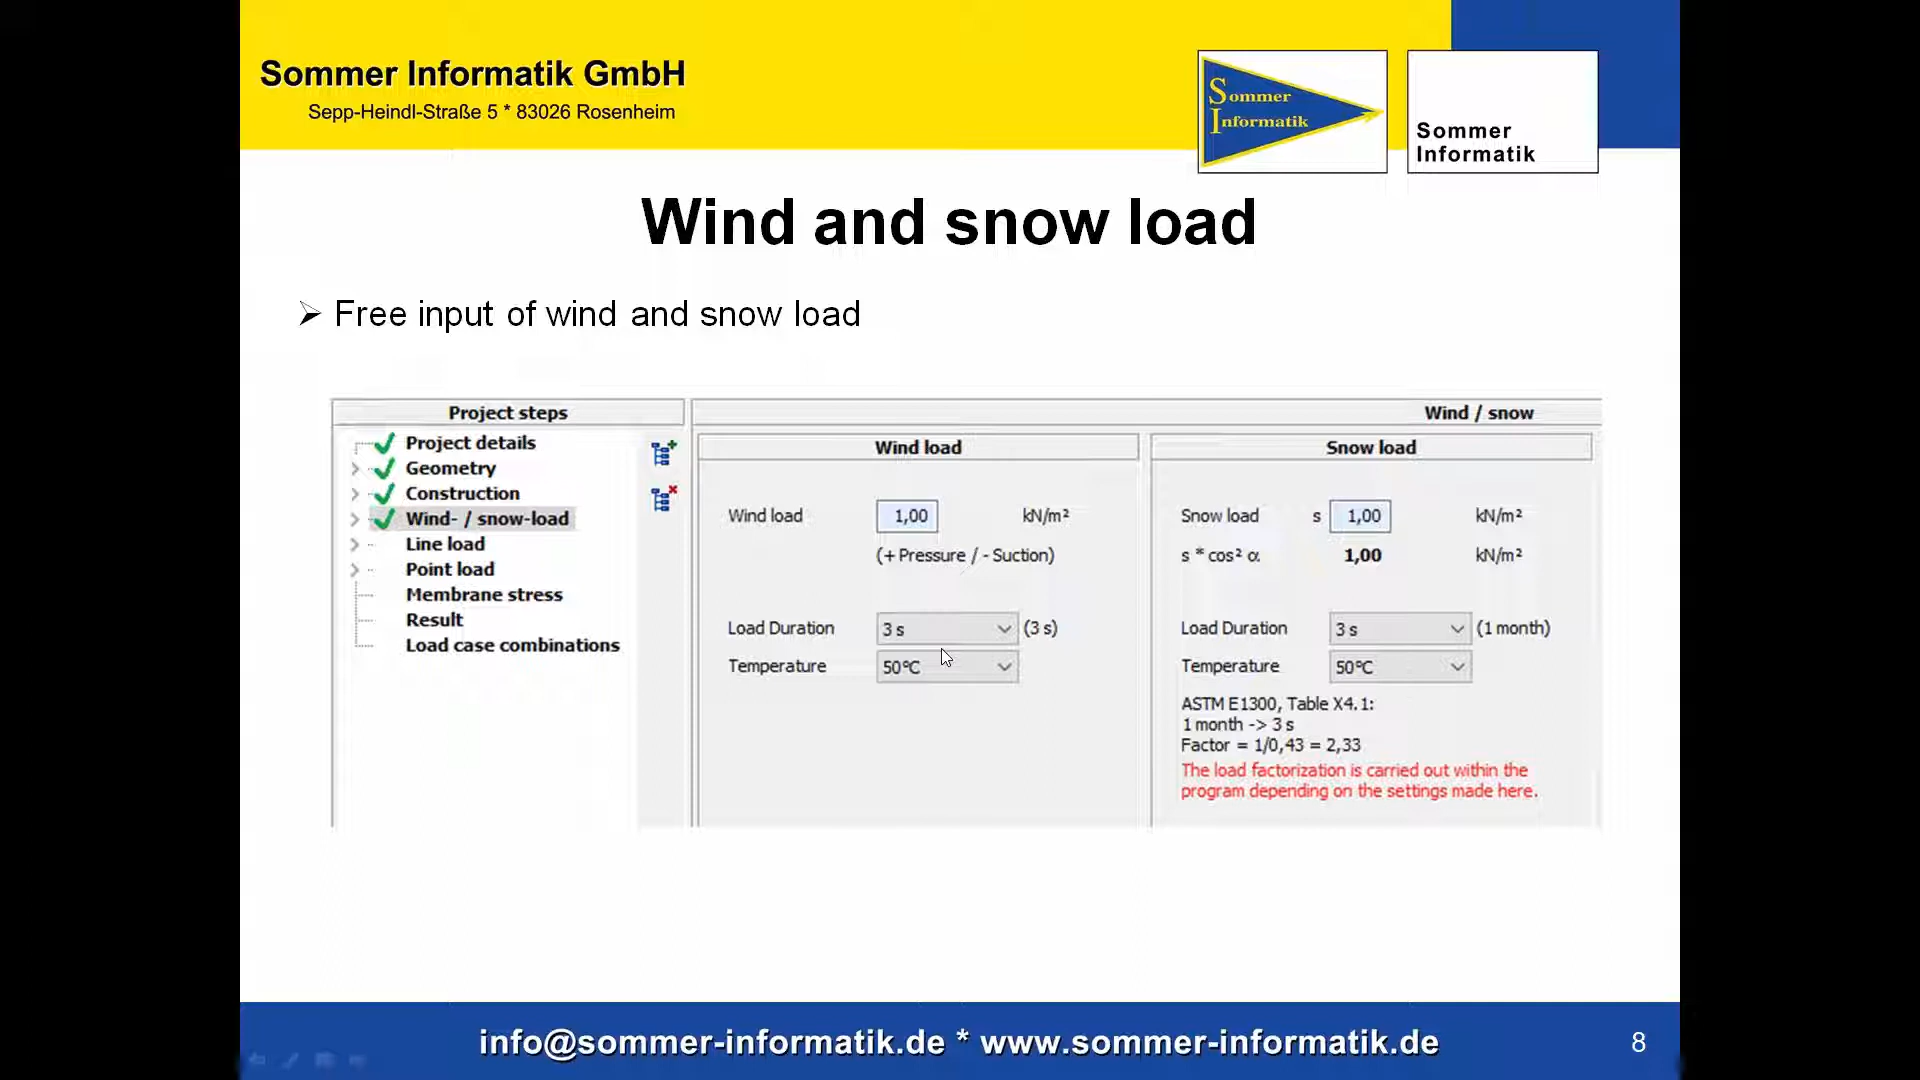 Sommer Informatik GmbH
Sepp-Heindl-Straße 5 * 83026 Rosenheim
Sommer
Informatik
Sommer
Informatik
Wind and snow load
➢ Free input of wind and snow load
Project steps
Project details
Geometry
Construction
Wind- / snow-load
Line load
Point load
Membrane stress
Result
Load case combinations
Wind / snow
Wind load
Wind load 1,00 kN/m²
(+ Pressure / - Suction)
Load Duration 3 s (3 s)
Temperature 50°C
Snow load
Snow load s 1,00 kN/m²
s * cos² α 1,00 kN/m²
Load Duration 3 s (1 month)
Temperature 50°C
ASTM E1300, Table X4.1:
1 month -> 3 s
Factor = 1/0,43 = 2,33
The load factorization is carried out within the
program depending on the settings made here.
info@sommer-informatik.de * www.sommer-informatik.de
8